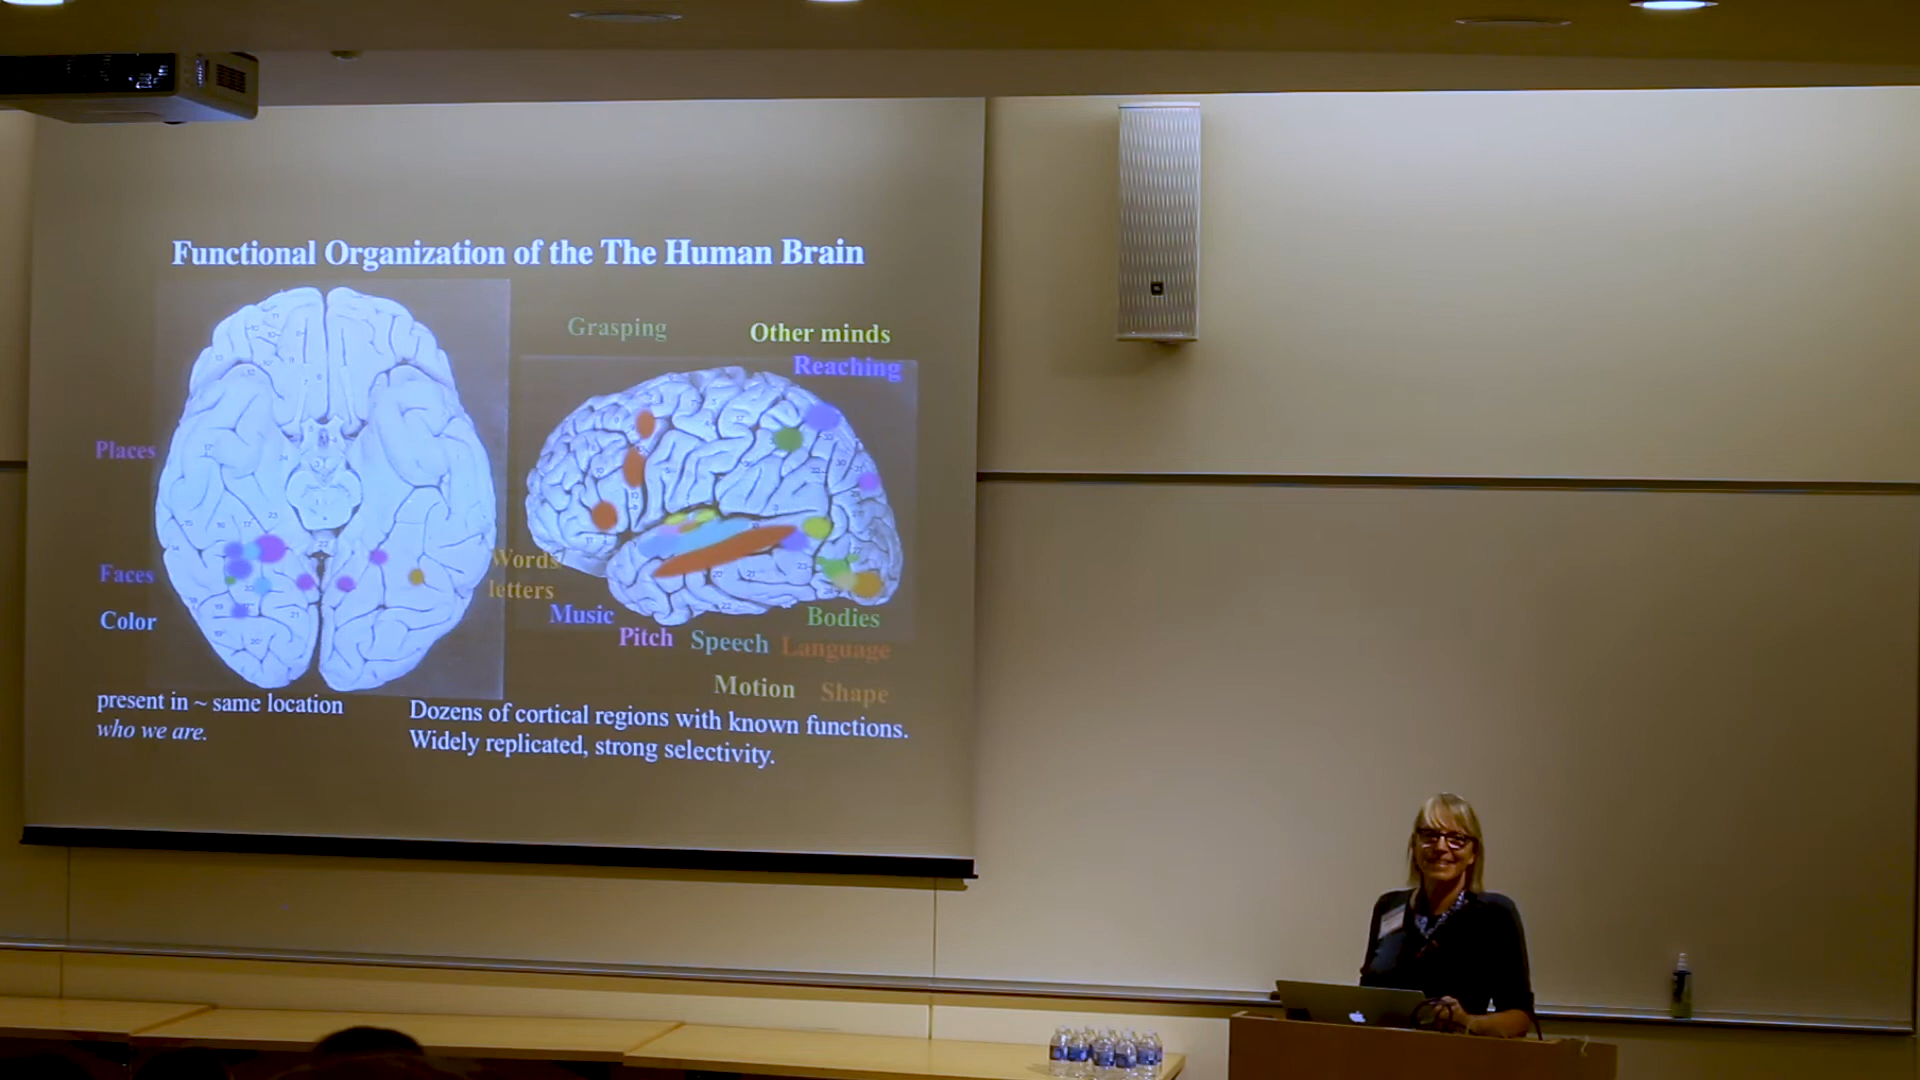 Functional Organization of the The Human Brain
Grasping
Other minds
Reaching
Places
Faces
Color
Words
letters
Music
Pitch
Speech
Language
Bodies
Motion
Shape
present in ~ same location
who we are.
Dozens of cortical regions with known functions.
Widely replicated, strong selectivity.